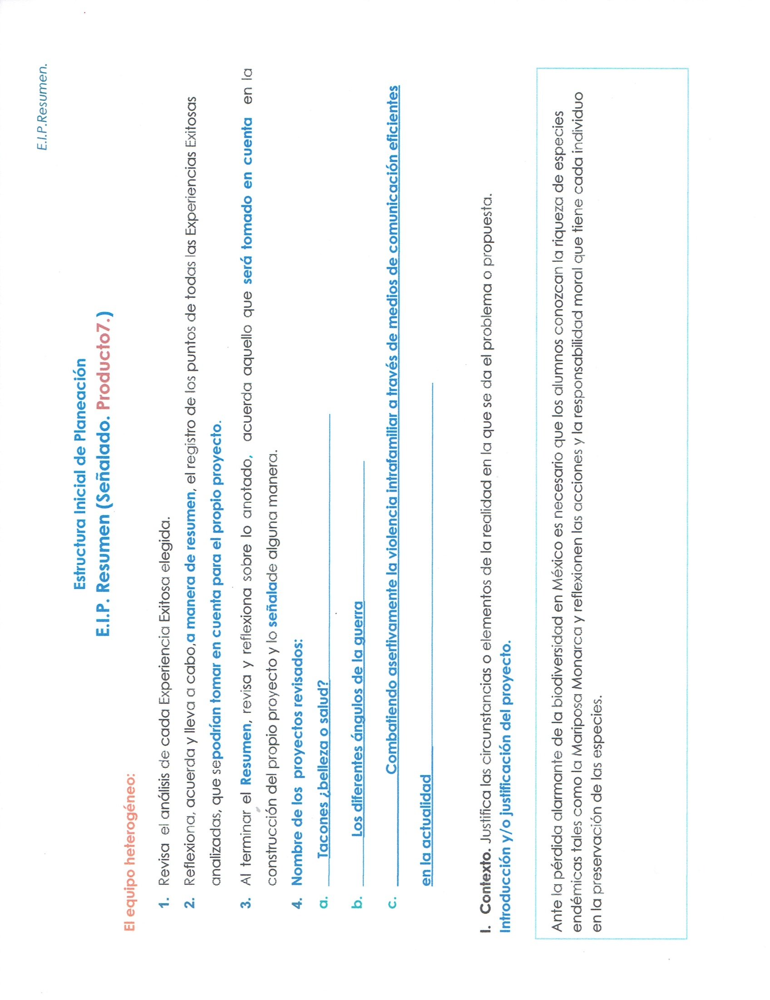 E.I.P.Resumen.
Estructura Inicial de Planeación
E.I.P. Resumen (Señalado. Producto7.)
El equipo heterogéneo:
1. Revisa el análisis de cada Experiencia Exitosa elegida.
2. Reflexiona, acuerda y lleva a cabo,a manera de resumen, el registro de los puntos de todas las Experiencias Exitosas
analizadas, que sepodrían tomar en cuenta para el propio proyecto.
3. Al terminar el Resumen, revisa y reflexiona sobre lo anotado, acuerda aquello que será tomado en cuenta en la
construcción del propio proyecto y lo señalade alguna manera.
4. Nombre de los proyectos revisados:
a. Tacones ¿belleza o salud?
b. Los diferentes ángulos de la guerra
c. Combatiendo asertivamente la violencia intrafamiliar a través de medios de comunicación eficientes
en la actualidad
I. Contexto. Justifica las circunstancias o elementos de la realidad en la que se da el problema o propuesta.
Introducción y/o justificación del proyecto.
Ante la pérdida alarmante de la biodiversidad en México es necesario que los alumnos conozcan la riqueza de especies
endémicas tales como la Mariposa Monarca y reflexionen las acciones y la responsabilidad moral que tiene cada individuo
en la preservación de las especies.